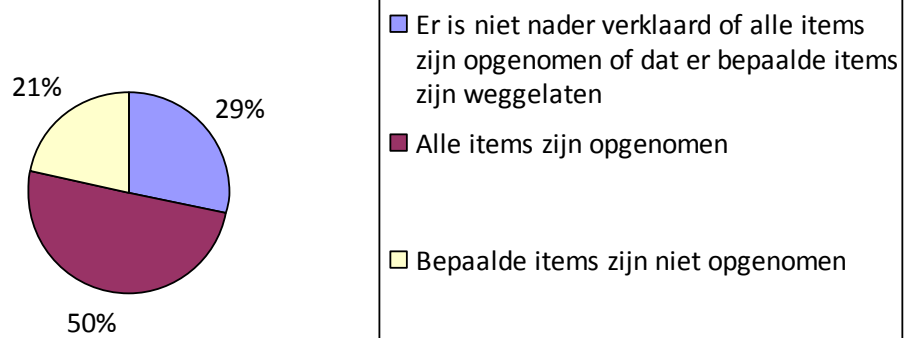 21%
29%
50%
Er is niet nader verklaard of alle items
zijn opgenomen of dat er bepaalde items
zijn weggelaten
Alle items zijn opgenomen
Bepaalde items zijn niet opgenomen